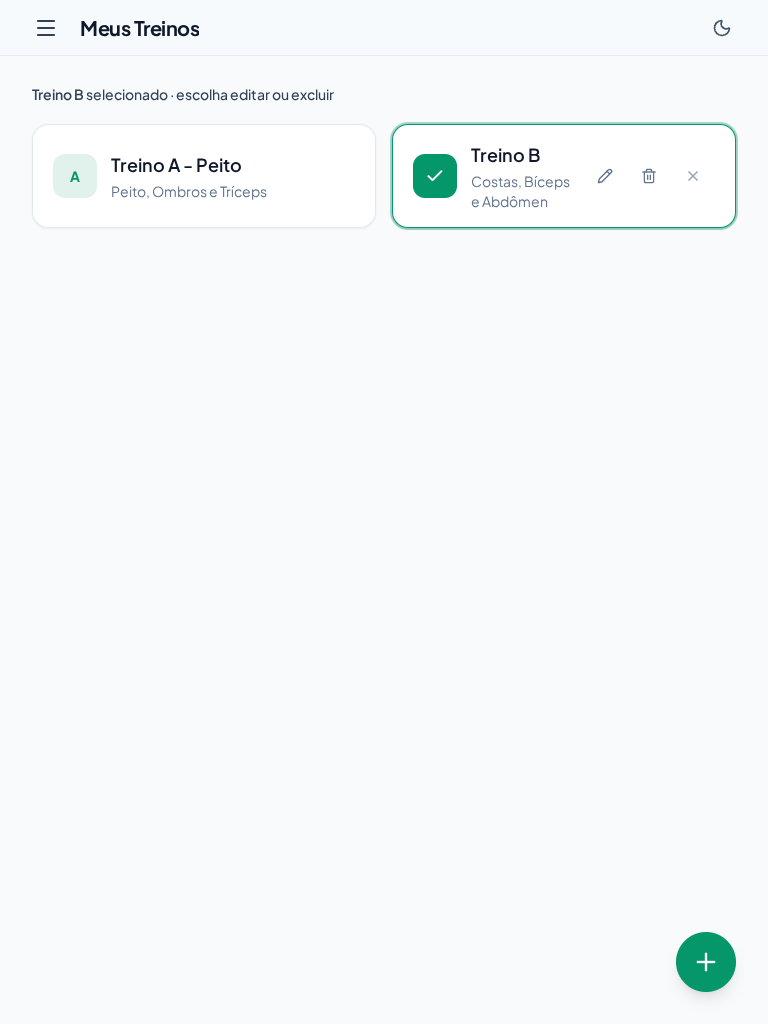 Meus Treinos
Treino B selecionado · escolha editar ou excluir
A
Treino A - Peito
Peito, Ombros e Tríceps
Treino B
Costas, Bíceps
e Abdômen